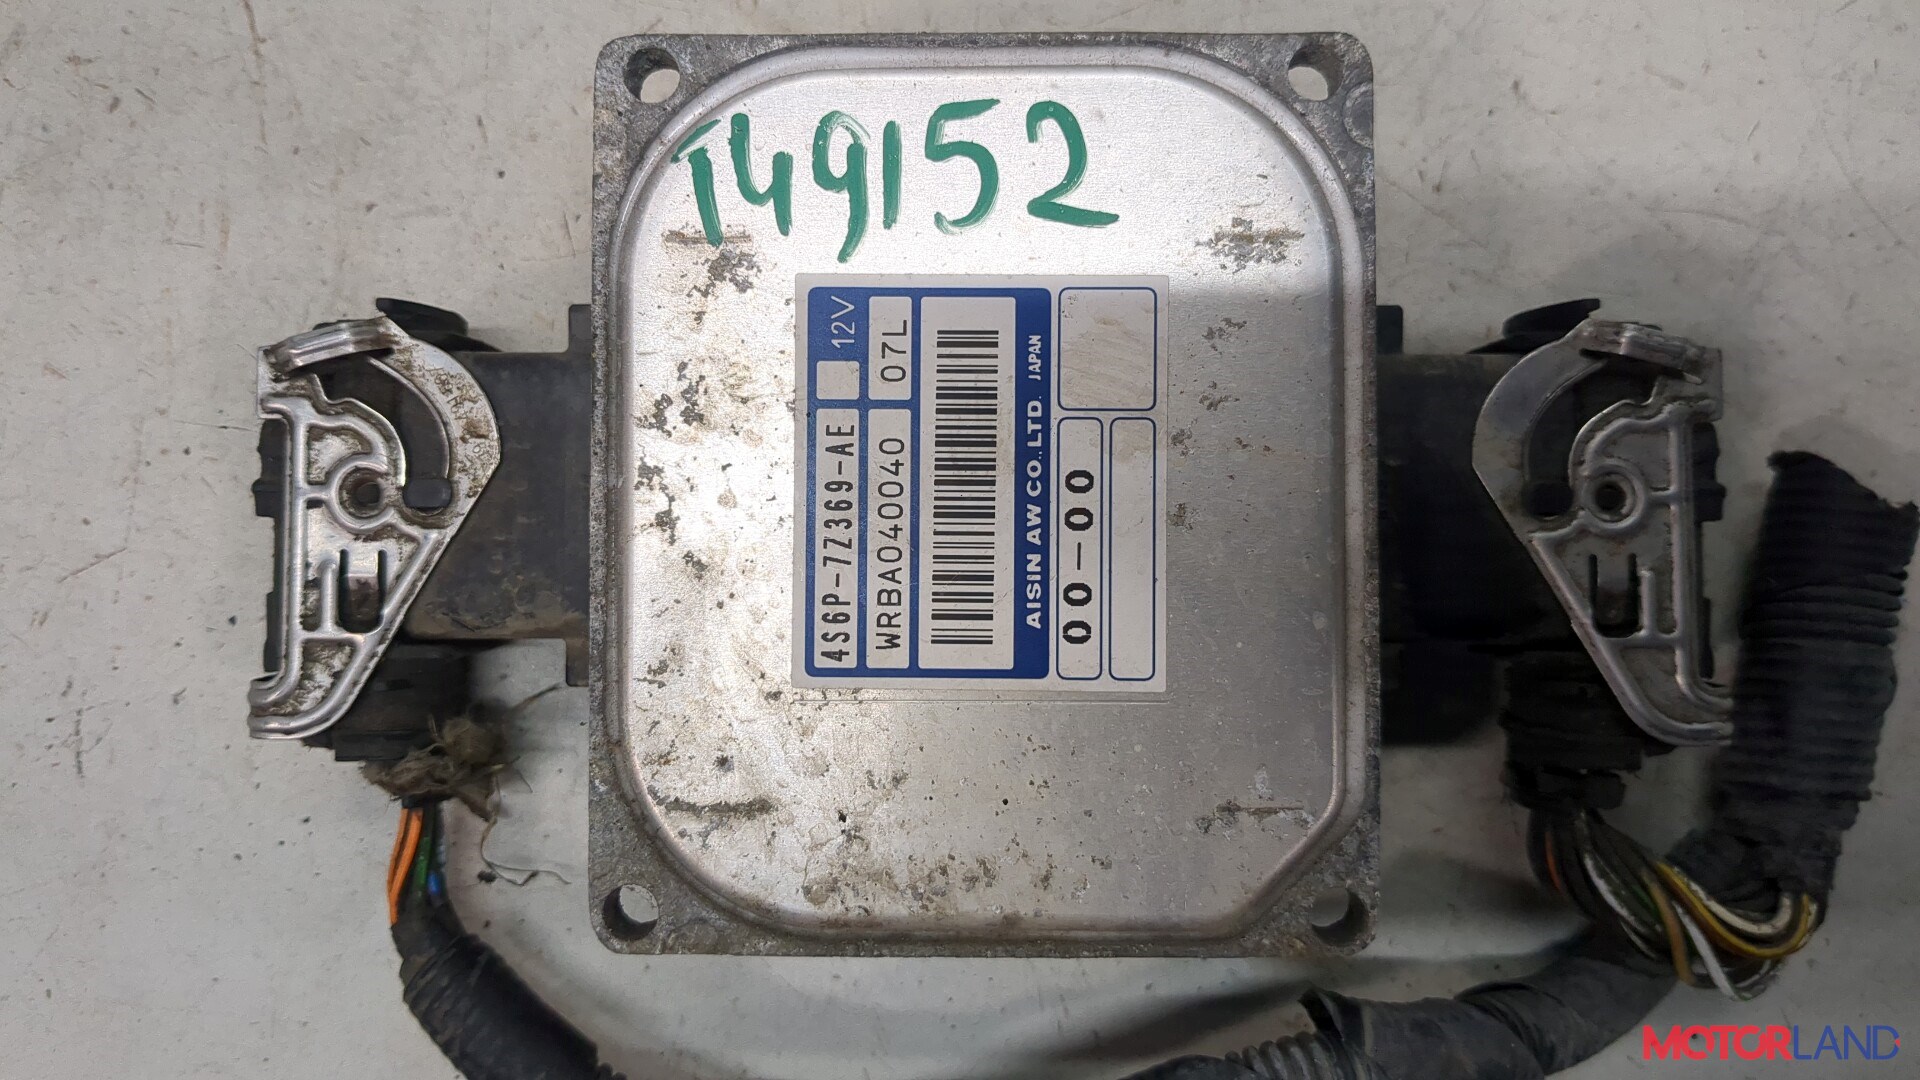 T49152
4S6P-7Z369-AE 12V
WRBA040040 07L
AISIN AW CO.,LTD. JAPAN
00-00
MOTORLAND